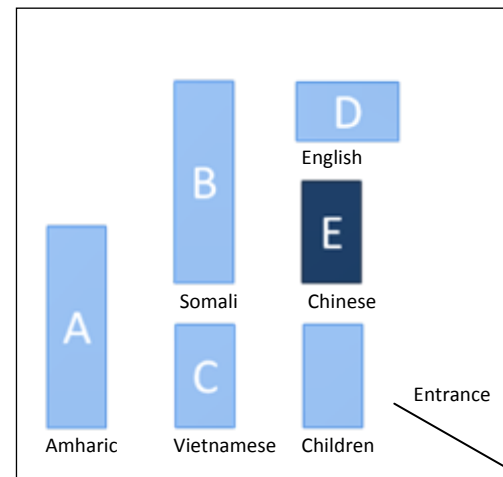 D
English
B
E
Somali
Chinese
A
C
Entrance
Amharic
Vietnamese
Children